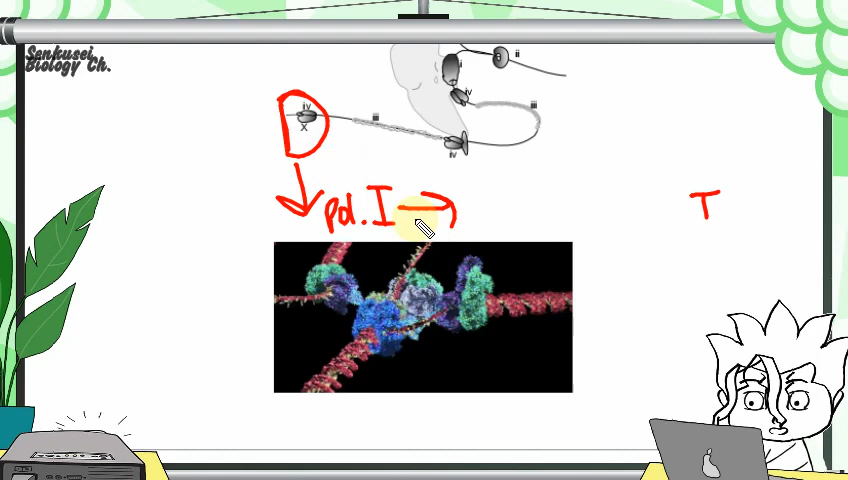 Senkusei
Biology Ch.
ii
i
iv
iii
iv
X
iii
iv
pol. I →
T